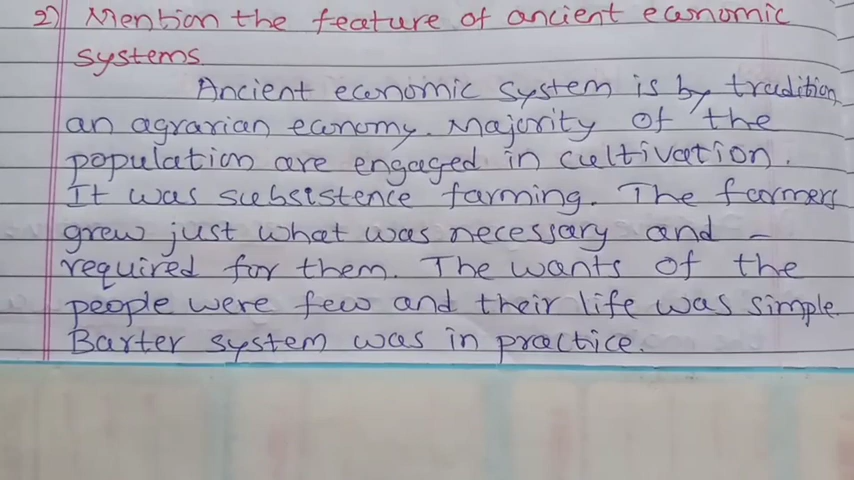 2) Mention the feature of ancient economic
systems
Ancient economic system is by tradition
an agrarian economy. Majority of the
population are engaged in cultivation.
It was subsistence farming. The farmers
grew just what was necessary and -
required for them. The wants of the
people were few and their life was simple.
Barter system was in practice.